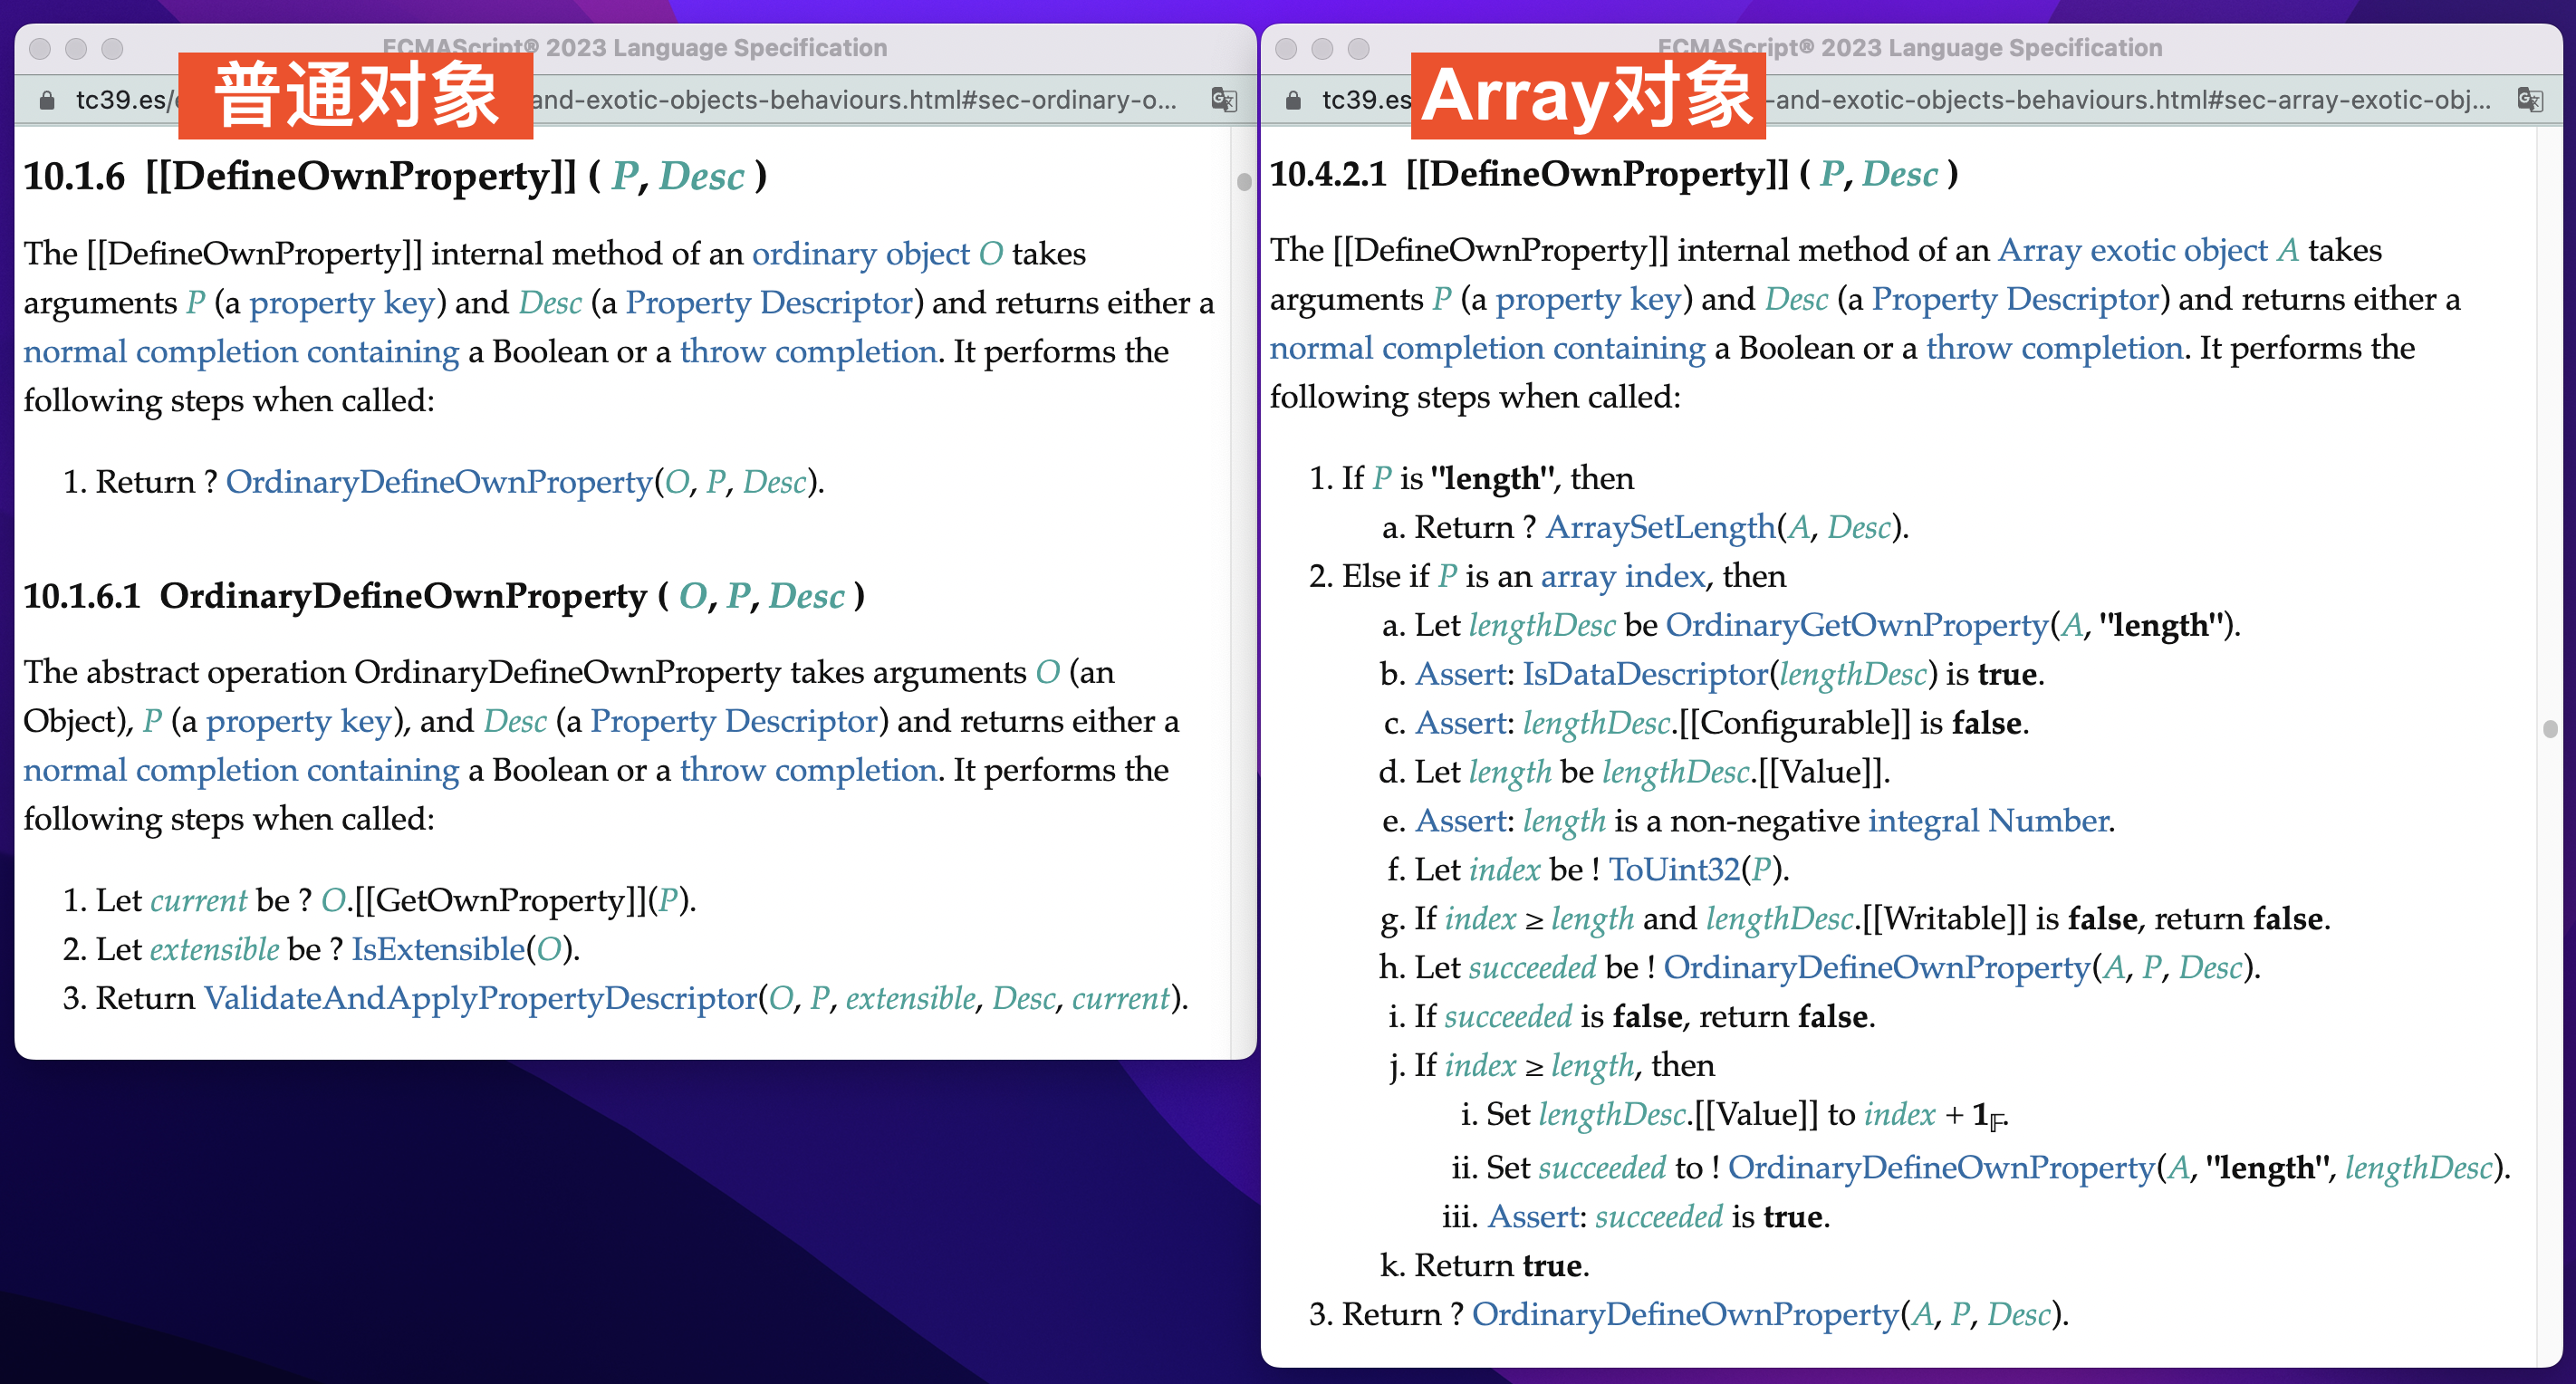 ECMAScript® 2023 Language Specification
普通对象
tc39.es/
and-exotic-objects-behaviours.html#sec-ordinary-o...
10.1.6 [[DefineOwnProperty]] ( P, Desc )
The [[DefineOwnProperty]] internal method of an ordinary object O takes
arguments P (a property key) and Desc (a Property Descriptor) and returns either a
normal completion containing a Boolean or a throw completion. It performs the
following steps when called:
1. Return ? OrdinaryDefineOwnProperty(O, P, Desc).
10.1.6.1 OrdinaryDefineOwnProperty ( O, P, Desc )
The abstract operation OrdinaryDefineOwnProperty takes arguments O (an
Object), P (a property key), and Desc (a Property Descriptor) and returns either a
normal completion containing a Boolean or a throw completion. It performs the
following steps when called:
1. Let current be ? O.[[GetOwnProperty]](P).
2. Let extensible be ? IsExtensible(O).
3. Return ValidateAndApplyPropertyDescriptor(O, P, extensible, Desc, current).
ECMAScript® 2023 Language Specification
Array对象
tc39.es
-and-exotic-objects-behaviours.html#sec-array-exotic-obj...
10.4.2.1 [[DefineOwnProperty]] ( P, Desc )
The [[DefineOwnProperty]] internal method of an Array exotic object A takes
arguments P (a property key) and Desc (a Property Descriptor) and returns either a
normal completion containing a Boolean or a throw completion. It performs the
following steps when called:
1. If P is "length", then
a. Return ? ArraySetLength(A, Desc).
2. Else if P is an array index, then
a. Let lengthDesc be OrdinaryGetOwnProperty(A, "length").
b. Assert: IsDataDescriptor(lengthDesc) is true.
c. Assert: lengthDesc.[[Configurable]] is false.
d. Let length be lengthDesc.[[Value]].
e. Assert: length is a non-negative integral Number.
f. Let index be ! ToUint32(P).
g. If index ≥ length and lengthDesc.[[Writable]] is false, return false.
h. Let succeeded be ! OrdinaryDefineOwnProperty(A, P, Desc).
i. If succeeded is false, return false.
j. If index ≥ length, then
i. Set lengthDesc.[[Value]] to index + 1𝔽.
ii. Set succeeded to ! OrdinaryDefineOwnProperty(A, "length", lengthDesc).
iii. Assert: succeeded is true.
k. Return true.
3. Return ? OrdinaryDefineOwnProperty(A, P, Desc).